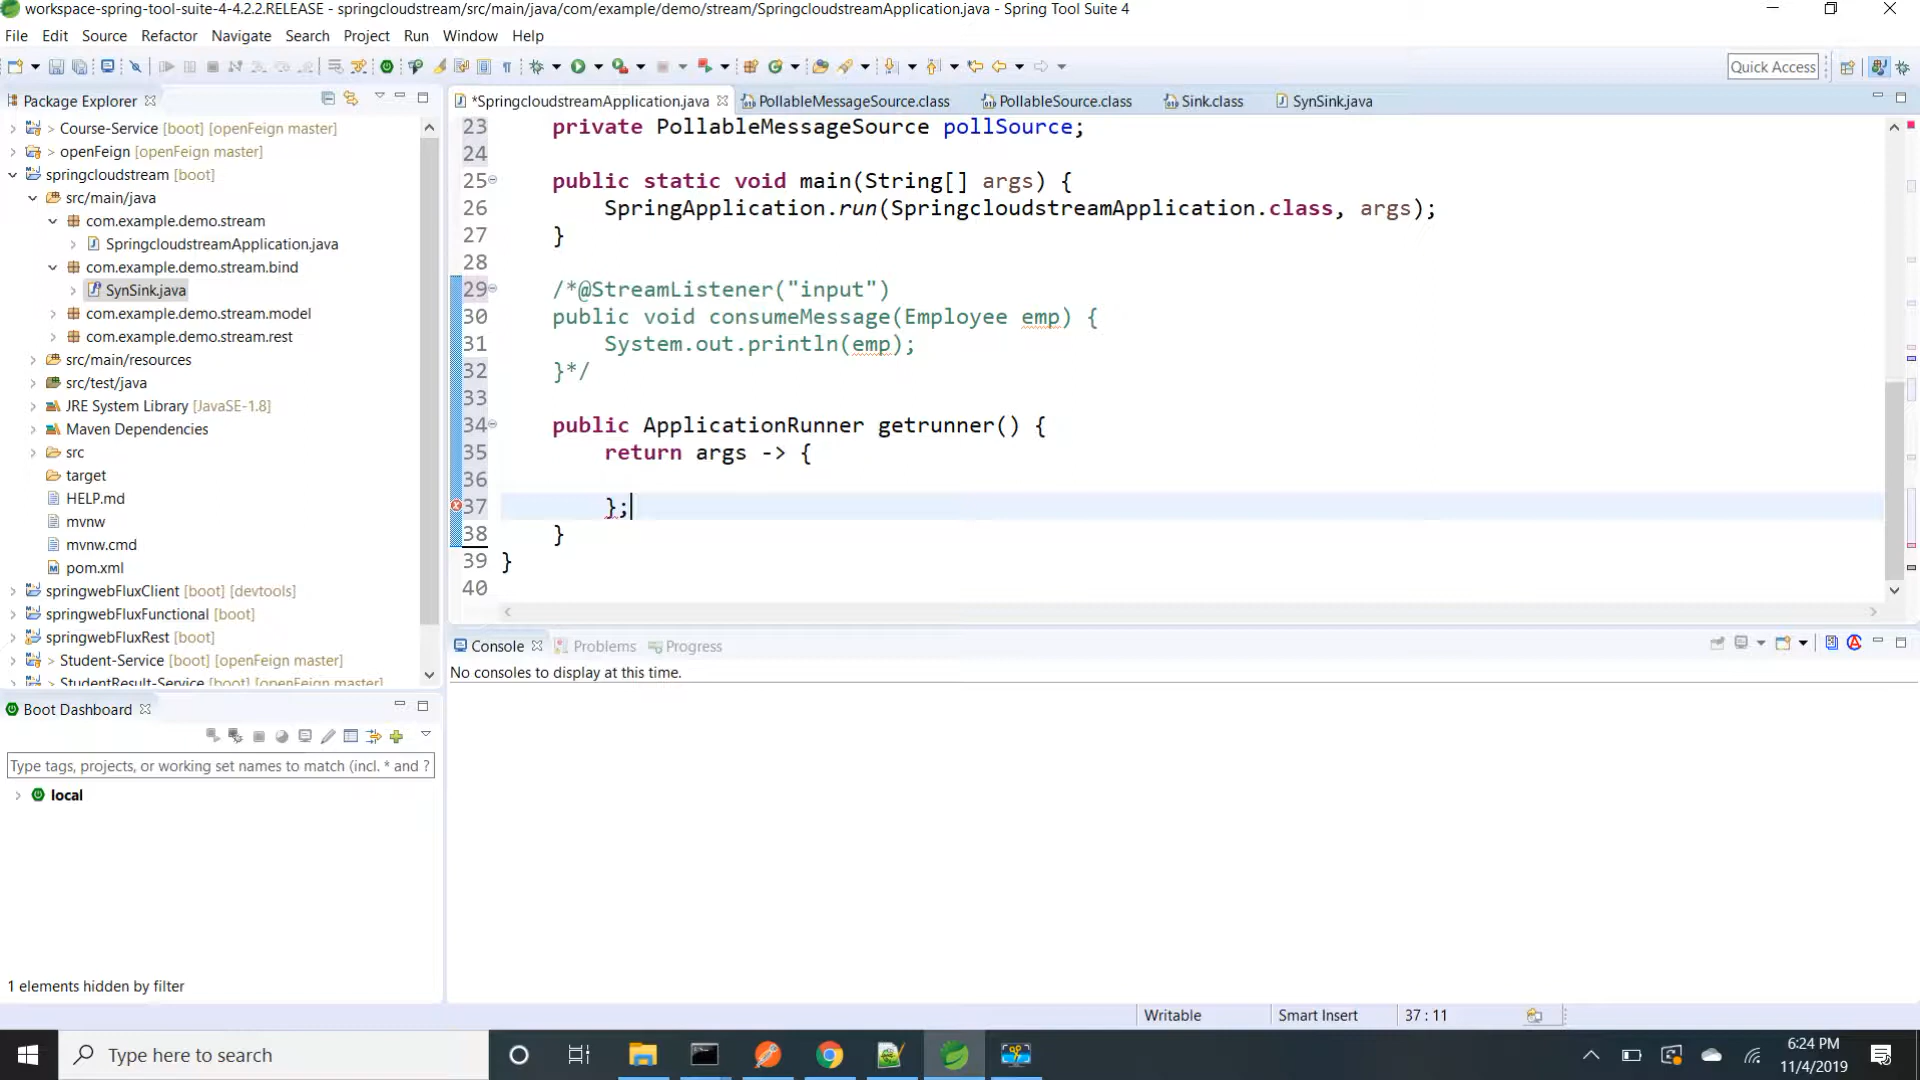 workspace-spring-tool-suite-4-4.2.2.RELEASE - springcloudstream/src/main/java/com/example/demo/stream/SpringcloudstreamApplication.java - Spring Tool Suite 4
File Edit Source Refactor Navigate Search Project Run Window Help
Quick Access
Package Explorer
> Course-Service [boot] [openFeign master]
> openFeign [openFeign master]
springcloudstream [boot]
src/main/java
com.example.demo.stream
SpringcloudstreamApplication.java
com.example.demo.stream.bind
SynSink.java
com.example.demo.stream.model
com.example.demo.stream.rest
src/main/resources
src/test/java
JRE System Library [JavaSE-1.8]
Maven Dependencies
src
target
HELP.md
mvnw
mvnw.cmd
pom.xml
springwebFluxClient [boot] [devtools]
springwebFluxFunctional [boot]
springwebFluxRest [boot]
> Student-Service [boot] [openFeign master]
> StudentResult-Service [boot] [openFeign master]
Boot Dashboard
Type tags, projects, or working set names to match (incl. * and ?
local
1 elements hidden by filter
*SpringcloudstreamApplication.java PollableMessageSource.class PollableSource.class Sink.class SynSink.java
23 private PollableMessageSource pollSource;
24
25 public static void main(String[] args) {
26 SpringApplication.run(SpringcloudstreamApplication.class, args);
27 }
28
29 /*@StreamListener("input")
30 public void consumeMessage(Employee emp) {
31 System.out.println(emp);
32 }*/
33
34 public ApplicationRunner getrunner() {
35 return args -> {
36
37 };
38 }
39 }
40
Console Problems Progress
No consoles to display at this time.
Writable Smart Insert 37 : 11
Type here to search
6:24 PM
11/4/2019